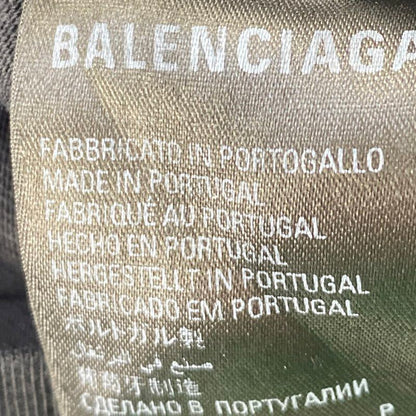 BALENCIAGA
FABBRICATO IN PORTOGALLO
MADE IN PORTUGAL
FABRIQUÉ AU PORTUGAL
HECHO EN PORTUGAL
HERGESTELLT IN PORTUGAL
FABRICADO EM PORTUGAL
ポルトガル製
صنع في البرتغال
葡萄牙制造
СДЕЛАНО В ПОРТУГАЛИИ
P